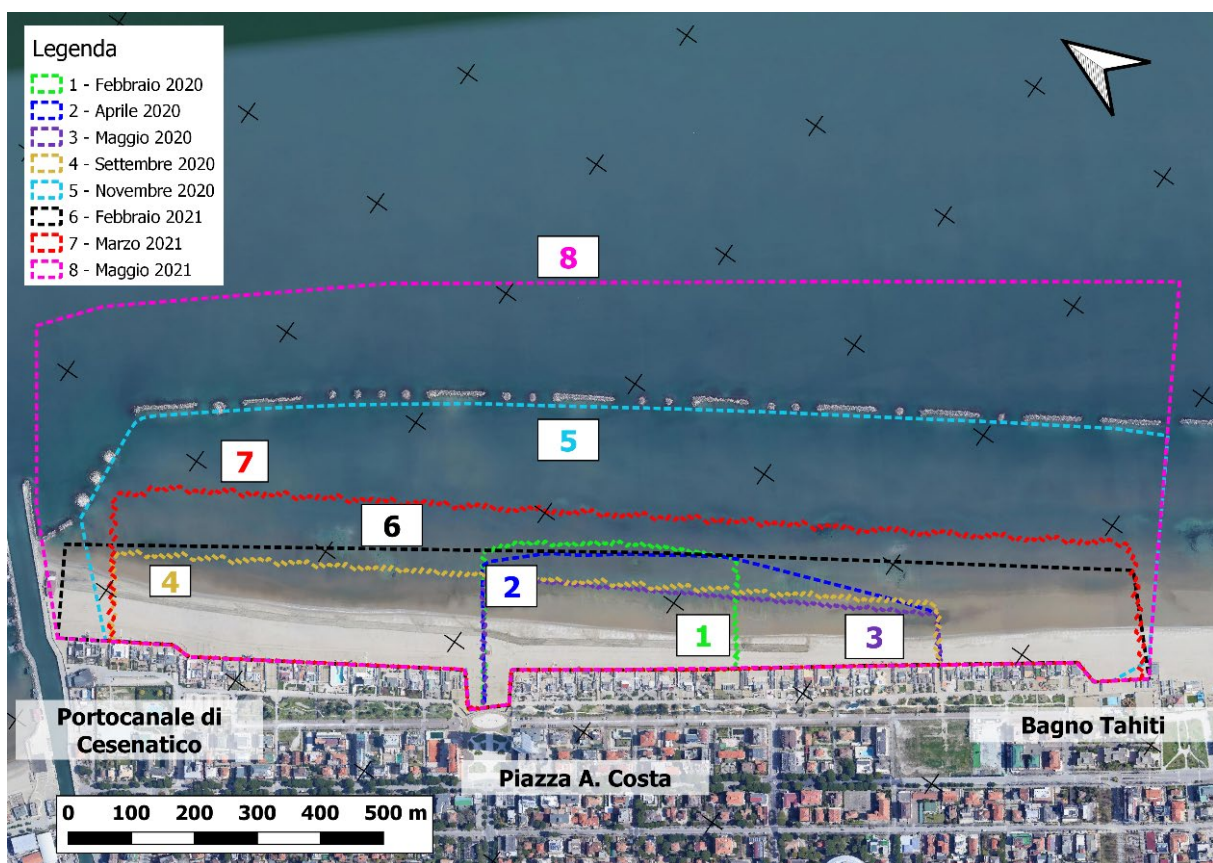 Legenda
1 - Febbraio 2020
2 - Aprile 2020
3 - Maggio 2020
4 - Settembre 2020
5 - Novembre 2020
6 - Febbraio 2021
7 - Marzo 2021
8 - Maggio 2021
8
5
7
6
4
2
1
3
Portocanale di
Cesenatico
Piazza A. Costa
Bagno Tahiti
0 100 200 300 400 500 m